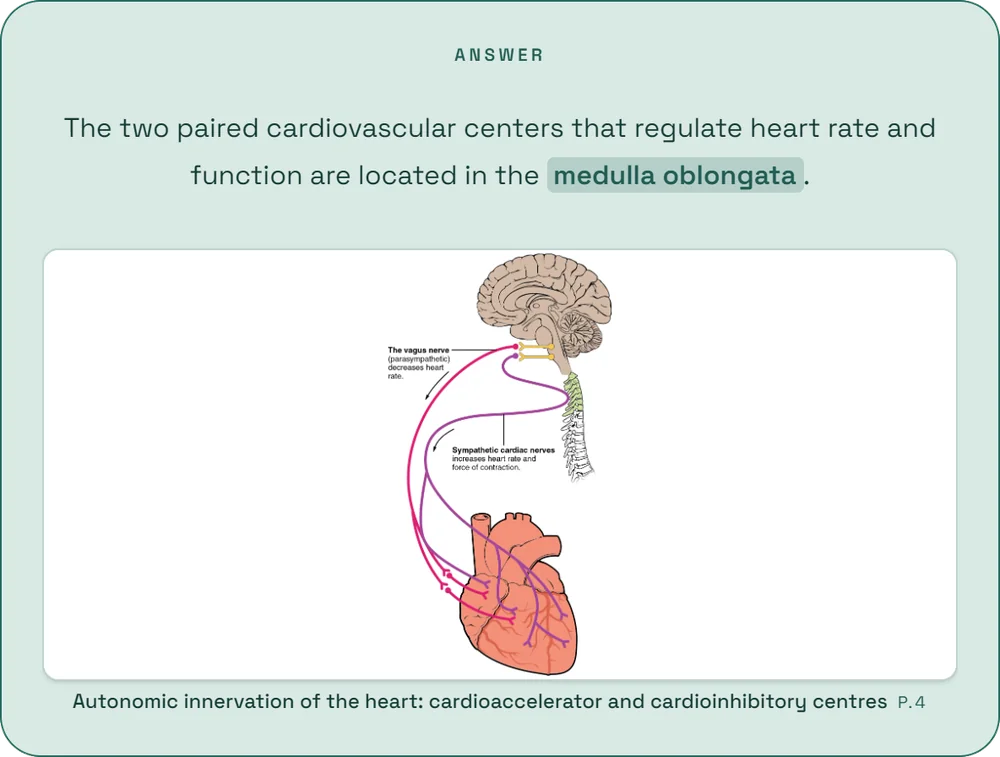 ANSWER
The two paired cardiovascular centers that regulate heart rate and
function are located in the medulla oblongata.
The vagus nerve
(parasympathetic)
decreases heart
rate.
Sympathetic cardiac nerves
increases heart rate and
force of contraction.
Autonomic innervation of the heart: cardioaccelerator and cardioinhibitory centres P.4